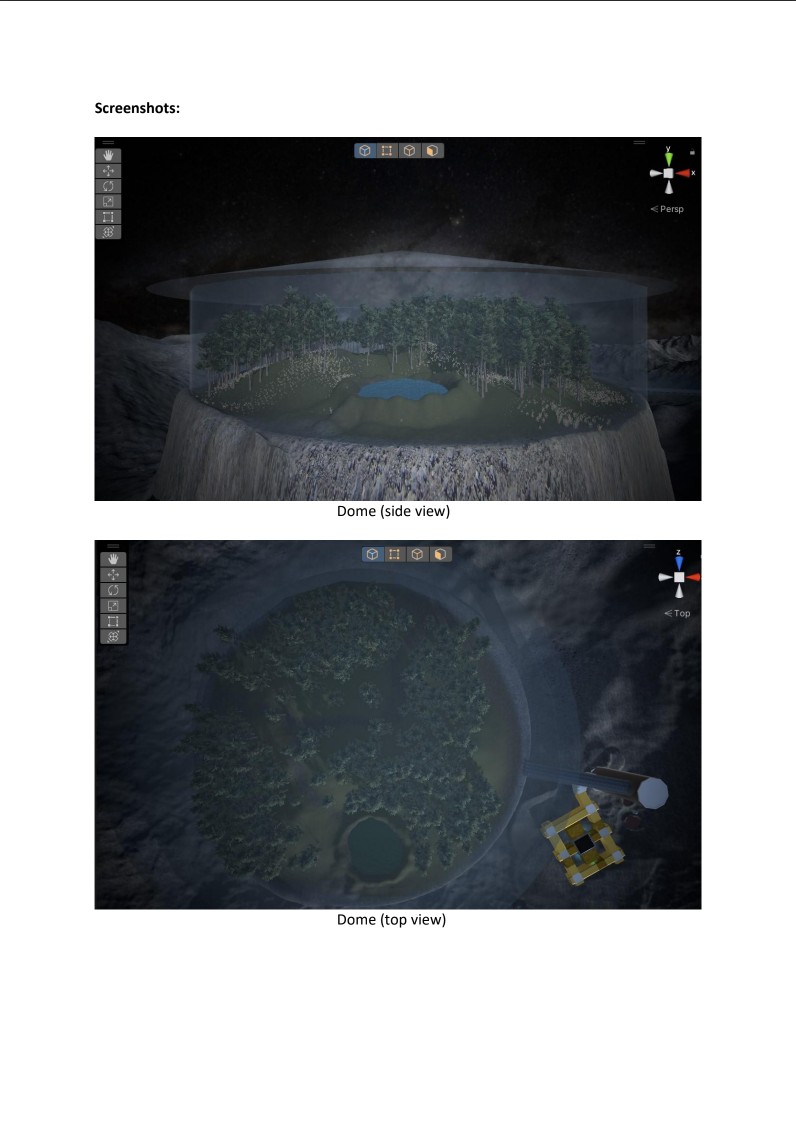 Screenshots:
y
x
< Persp
Dome (side view)
z
< Top
Dome (top view)